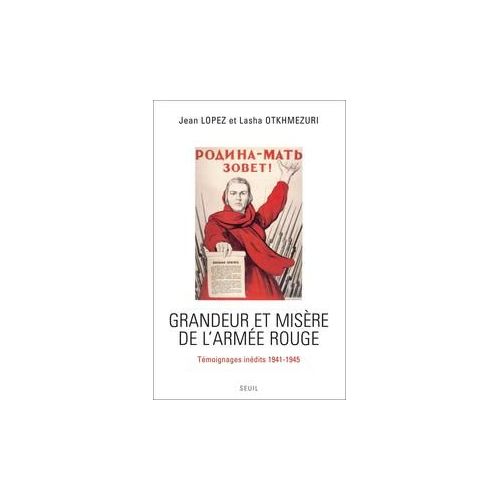 Jean LOPEZ et Lasha OTKHMEZURI
РОДИНА-МАТЬ
ЗОВЕТ!
GRANDEUR ET MISÈRE
DE L'ARMÉE ROUGE
Témoignages inédits 1941-1945
SEUIL